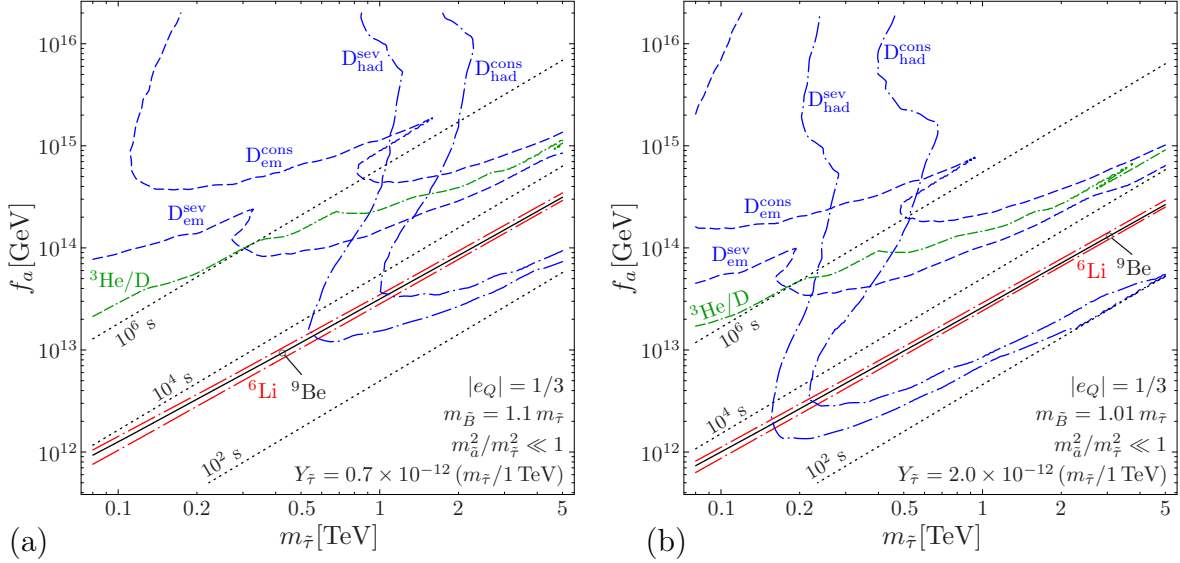 10^16
10^15
10^14
10^13
10^12
f_a [GeV]
D_had^sev
D_had^cons
D_em^cons
D_em^sev
^3He/D
10^6 s
10^4 s
10^2 s
^6Li
^9Be
|e_Q| = 1/3
m_B̃ = 1.1 m_τ̃
m_ã^2/m_τ̃^2 ≪ 1
Y_τ̃ = 0.7 × 10^−12 (m_τ̃/1 TeV)
0.1 0.2 0.5 1 2 5
m_τ̃ [TeV]
(a)
10^16
10^15
10^14
10^13
10^12
f_a [GeV]
D_had^cons
D_had^sev
D_em^cons
D_em^sev
^3He/D
10^6 s
10^4 s
10^2 s
^6Li
^9Be
|e_Q| = 1/3
m_B̃ = 1.01 m_τ̃
m_ã^2/m_τ̃^2 ≪ 1
Y_τ̃ = 2.0 × 10^−12 (m_τ̃/1 TeV)
0.1 0.2 0.5 1 2 5
m_τ̃ [TeV]
(b)